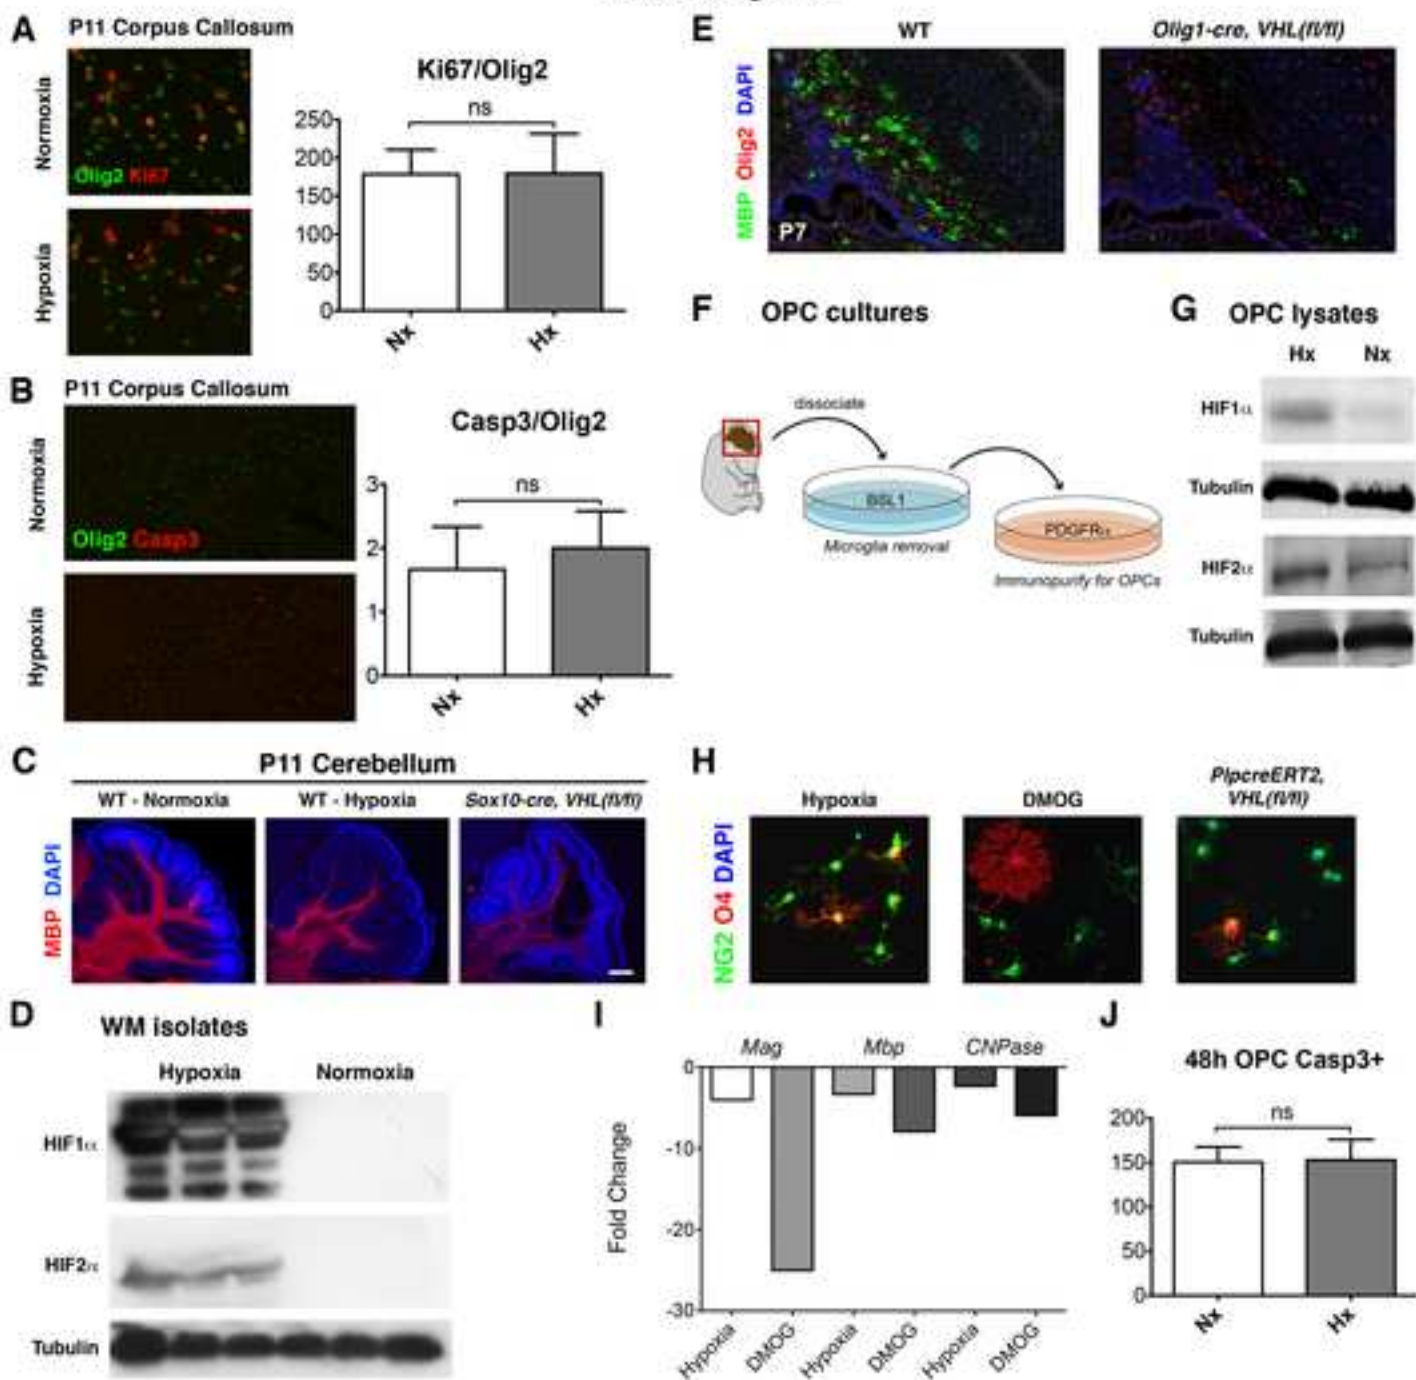 A P11 Corpus Callosum
Normoxia
Olig2 Ki67
Hypoxia
Ki67/Olig2
ns
250
200
150
100
50
0
Nx
Hx
B P11 Corpus Callosum
Normoxia
Olig2 Casp3
Hypoxia
Casp3/Olig2
ns
3
2
1
0
Nx
Hx
C P11 Cerebellum
WT - Normoxia
WT - Hypoxia
Sox10-cre, VHL(fl/fl)
MBP DAPI
D WM isolates
Hypoxia Normoxia
HIF1α
HIF2α
Tubulin
E WT
Olig1-cre, VHL(fl/fl)
MBP Olig2 DAPI
P7
F OPC cultures
dissociate
BSL1
Microglia removal
PDGFRα
Immunopurify for OPCs
G OPC lysates
Hx Nx
HIF1α
Tubulin
HIF2α
Tubulin
H Hypoxia
DMOG
PlpcreERT2,
VHL(fl/fl)
NG2 O4 DAPI
I Mag Mbp CNPase
Fold Change
0
-10
-20
-30
Hypoxia
DMOG
Hypoxia
DMOG
Hypoxia
DMOG
J 48h OPC Casp3+
ns
200
150
100
50
0
Nx
Hx